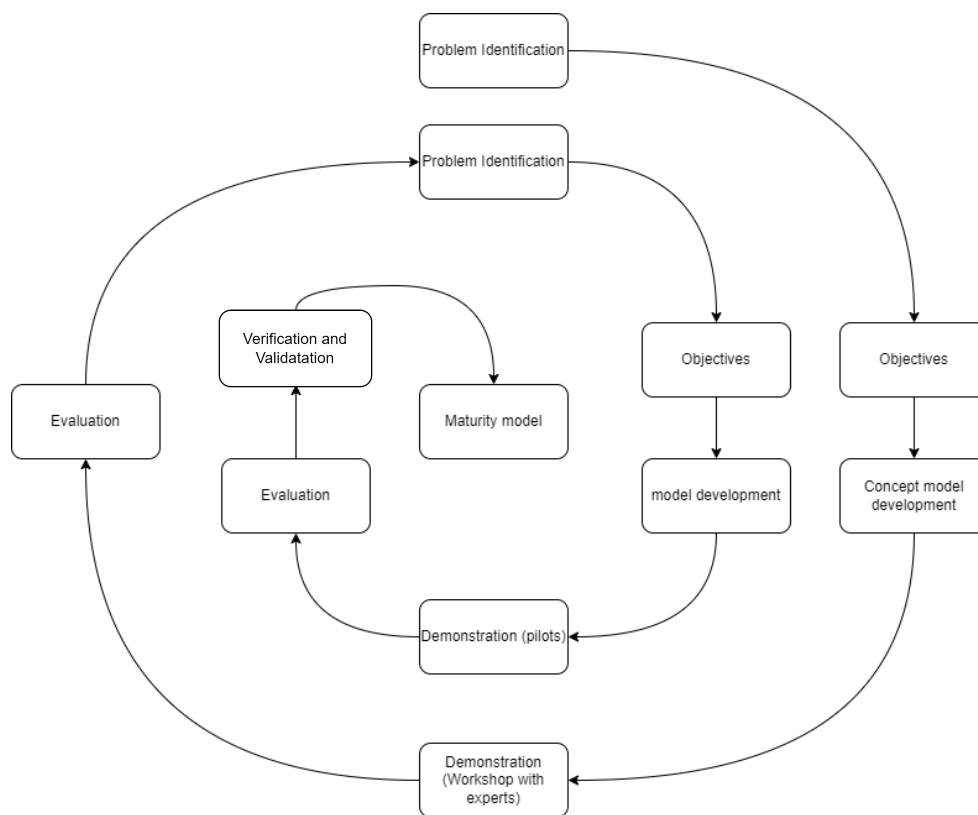 Problem Identification
Problem Identification
Verification and
Validatation
Objectives
Objectives
Evaluation
Maturity model
Evaluation
model development
Concept model
development
Demonstration (pilots)
Demonstration
(Workshop with
experts)